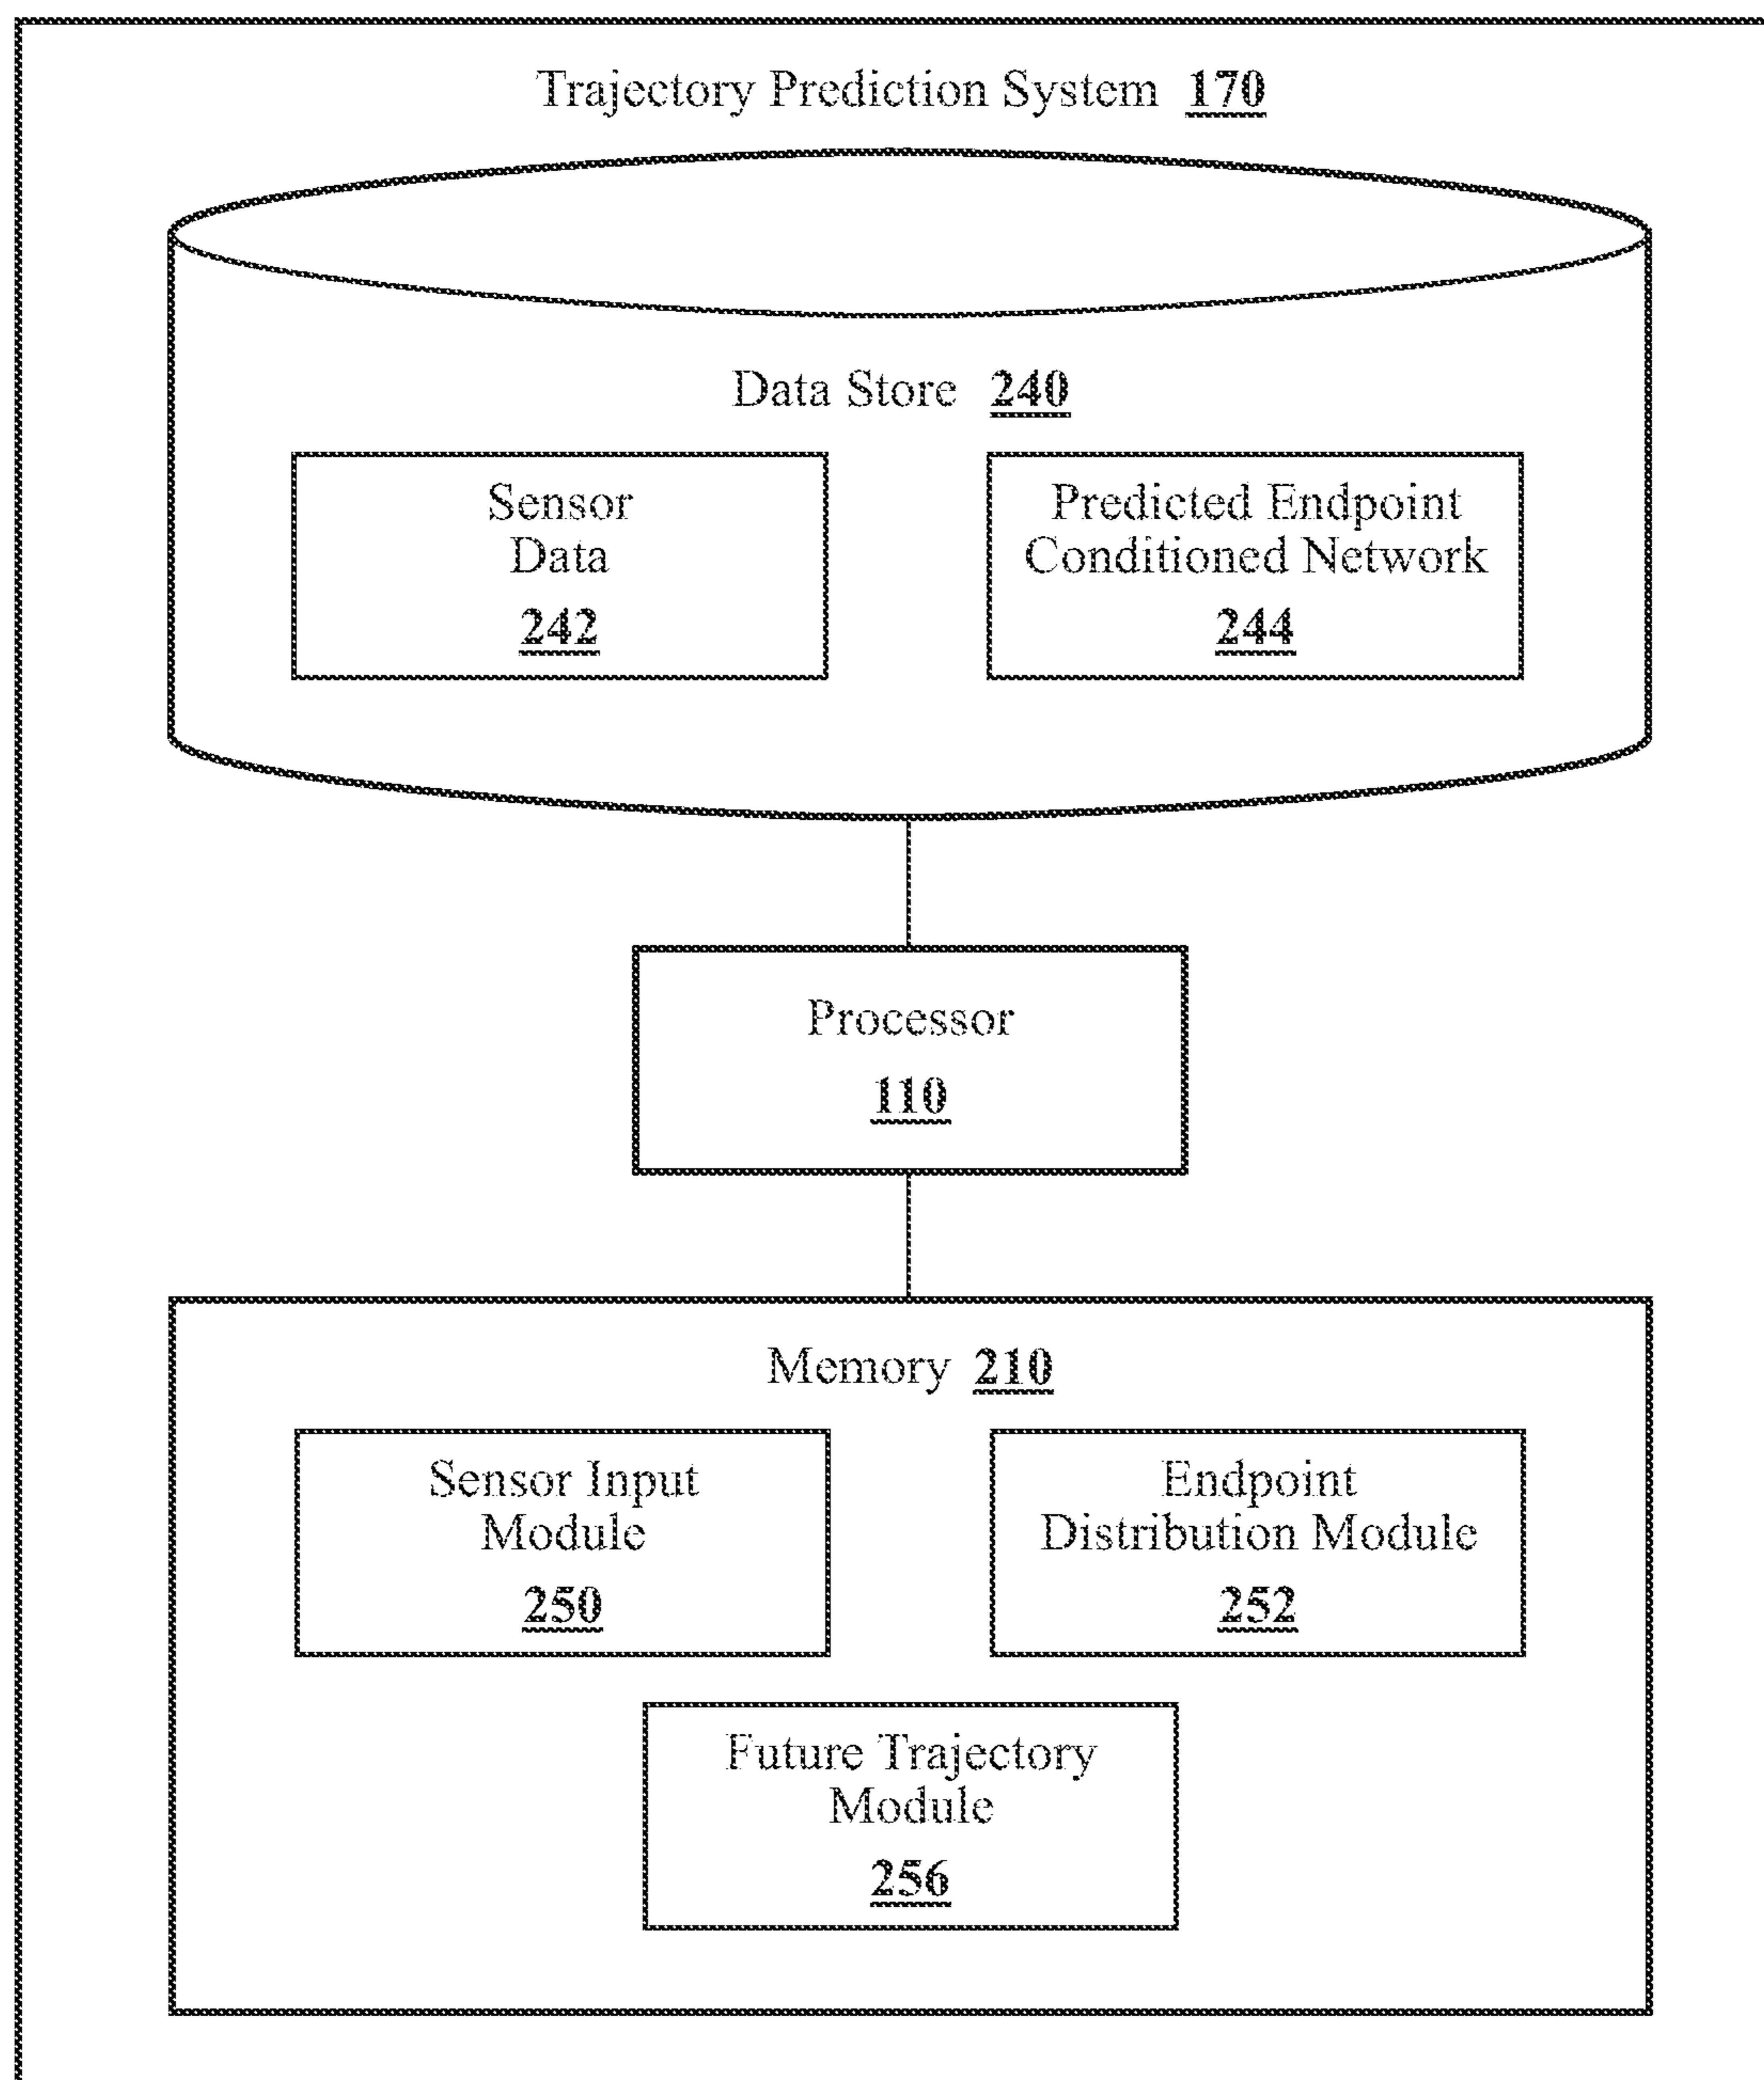 Trajectory Prediction System 170
Data Store 240
Sensor
Data
242
Predicted Endpoint
Conditioned Network
244
Processor
110
Memory 210
Sensor Input
Module
250
Endpoint
Distribution Module
252
Future Trajectory
Module
256